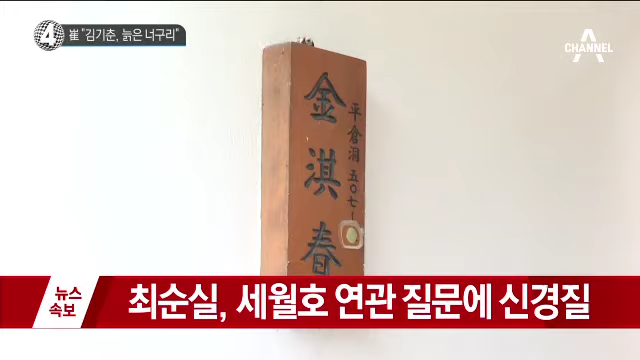 4
崔 "김기춘, 늙은 너구리"
CHANNEL A
金淇春
平倉洞 五○七-
뉴스
속보
최순실, 세월호 연관 질문에 신경질